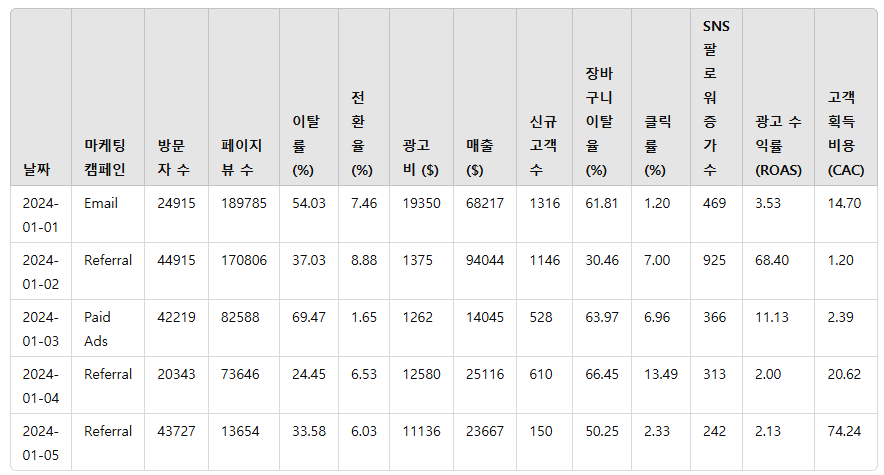 날짜 마케팅 캠페인 방문자 수 페이지 뷰 수 이탈률 (%) 전환율 (%) 광고비 ($) 매출 ($) 신규 고객 수 장바구니 이탈율 (%) 클릭률 (%) SNS 팔로워 증가 수 광고 수익률 (ROAS) 고객 획득 비용 (CAC)
2024-01-01 Email 24915 189785 54.03 7.46 19350 68217 1316 61.81 1.20 469 3.53 14.70
2024-01-02 Referral 44915 170806 37.03 8.88 1375 94044 1146 30.46 7.00 925 68.40 1.20
2024-01-03 Paid Ads 42219 82588 69.47 1.65 1262 14045 528 63.97 6.96 366 11.13 2.39
2024-01-04 Referral 20343 73646 24.45 6.53 12580 25116 610 66.45 13.49 313 2.00 20.62
2024-01-05 Referral 43727 13654 33.58 6.03 11136 23667 150 50.25 2.33 242 2.13 74.24